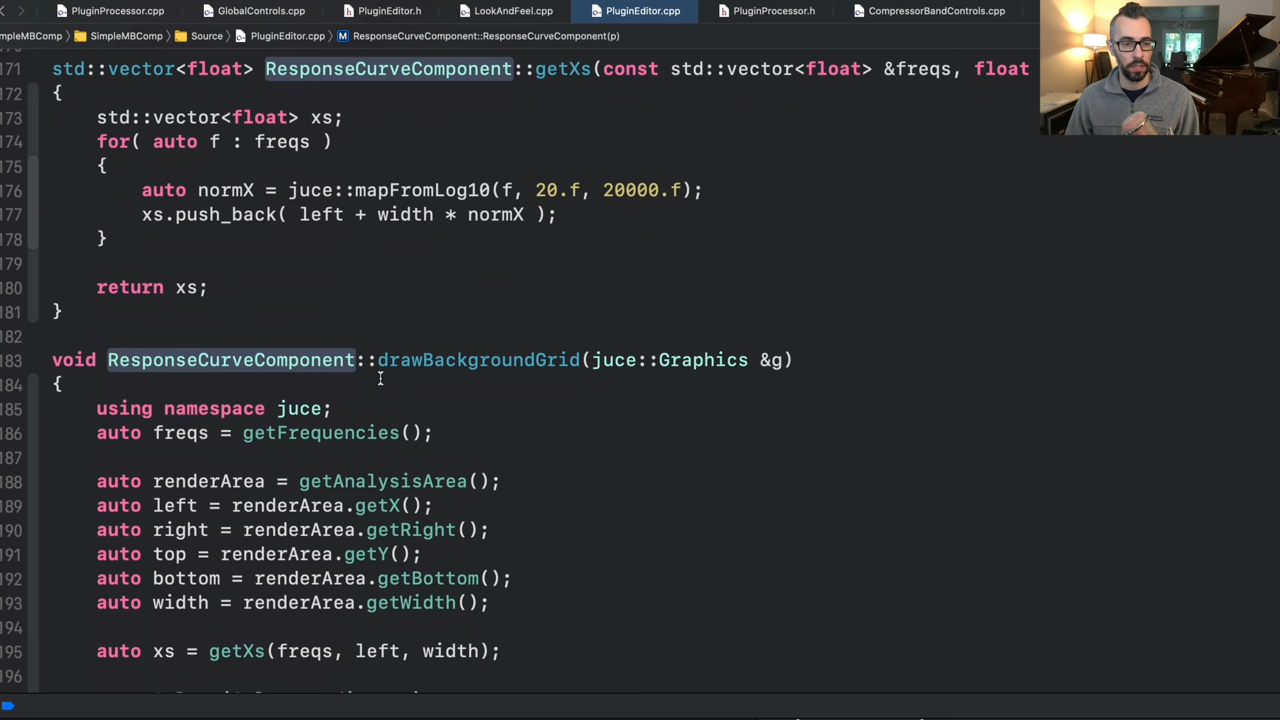 PluginProcessor.cpp GlobalControls.cpp PluginEditor.h LookAndFeel.cpp PluginEditor.cpp PluginProcessor.h CompressorBandControls.cpp
mpleMBComp SimpleMBComp Source PluginEditor.cpp M ResponseCurveComponent::ResponseCurveComponent(p)
171 std::vector<float> ResponseCurveComponent::getXs(const std::vector<float> &freqs, float
172 {
173 std::vector<float> xs;
174 for( auto f : freqs )
175 {
176 auto normX = juce::mapFromLog10(f, 20.f, 20000.f);
177 xs.push_back( left + width * normX );
178 }
179
180 return xs;
181 }
182
183 void ResponseCurveComponent::drawBackgroundGrid(juce::Graphics &g)
184 {
185 using namespace juce;
186 auto freqs = getFrequencies();
187
188 auto renderArea = getAnalysisArea();
189 auto left = renderArea.getX();
190 auto right = renderArea.getRight();
191 auto top = renderArea.getY();
192 auto bottom = renderArea.getBottom();
193 auto width = renderArea.getWidth();
194
195 auto xs = getXs(freqs, left, width);
196